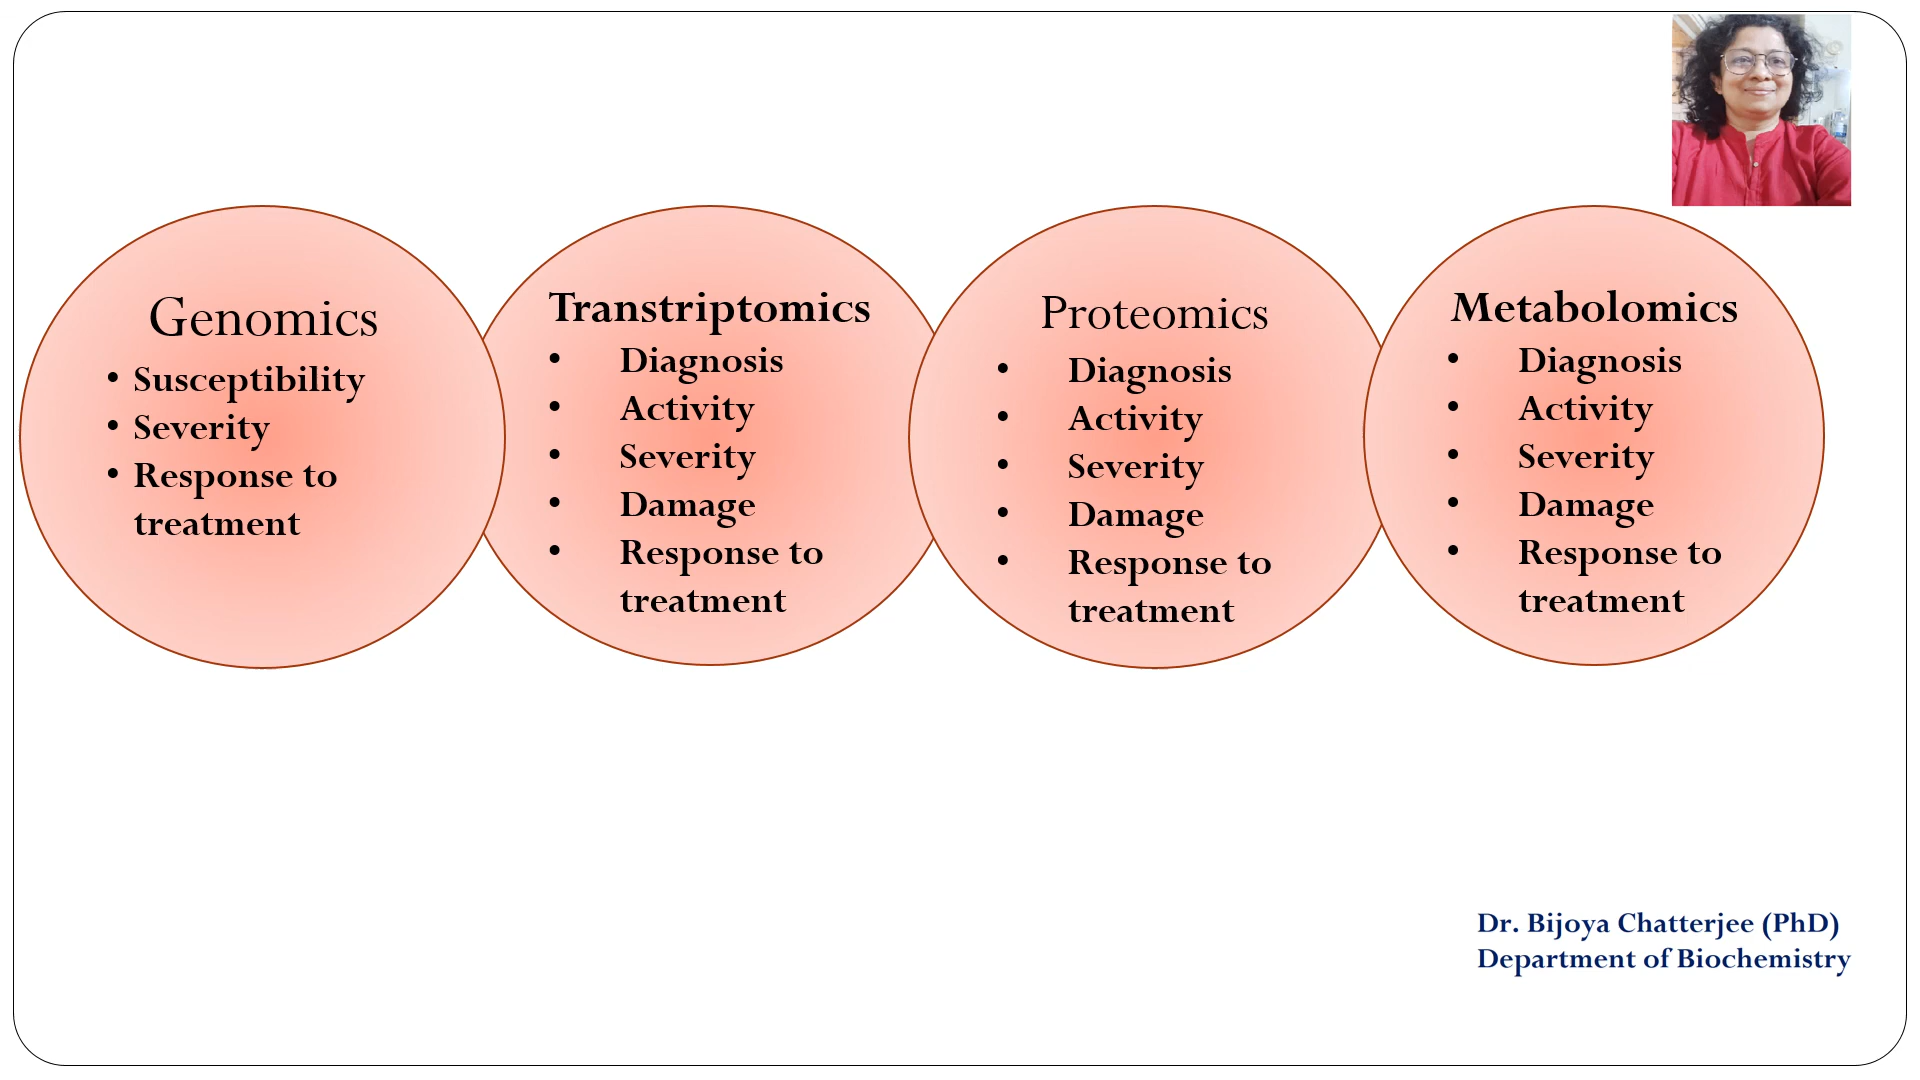 Genomics
• Susceptibility
• Severity
• Response to
treatment
Transtriptomics
• Diagnosis
• Activity
• Severity
• Damage
• Response to
treatment
Proteomics
• Diagnosis
• Activity
• Severity
• Damage
• Response to
treatment
Metabolomics
• Diagnosis
• Activity
• Severity
• Damage
• Response to
treatment
Dr. Bijoya Chatterjee (PhD)
Department of Biochemistry